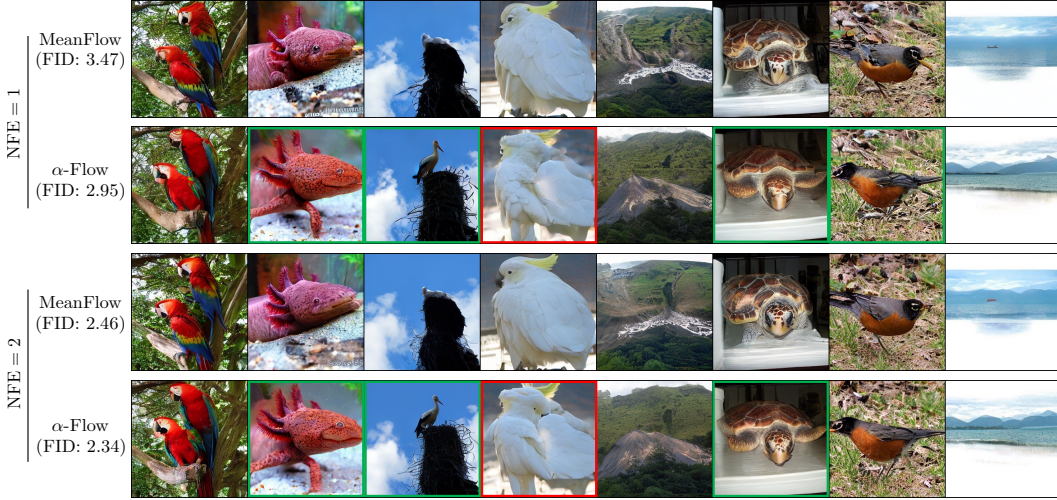 NFE = 1
MeanFlow
(FID: 3.47)
α-Flow
(FID: 2.95)
NFE = 2
MeanFlow
(FID: 2.46)
α-Flow
(FID: 2.34)